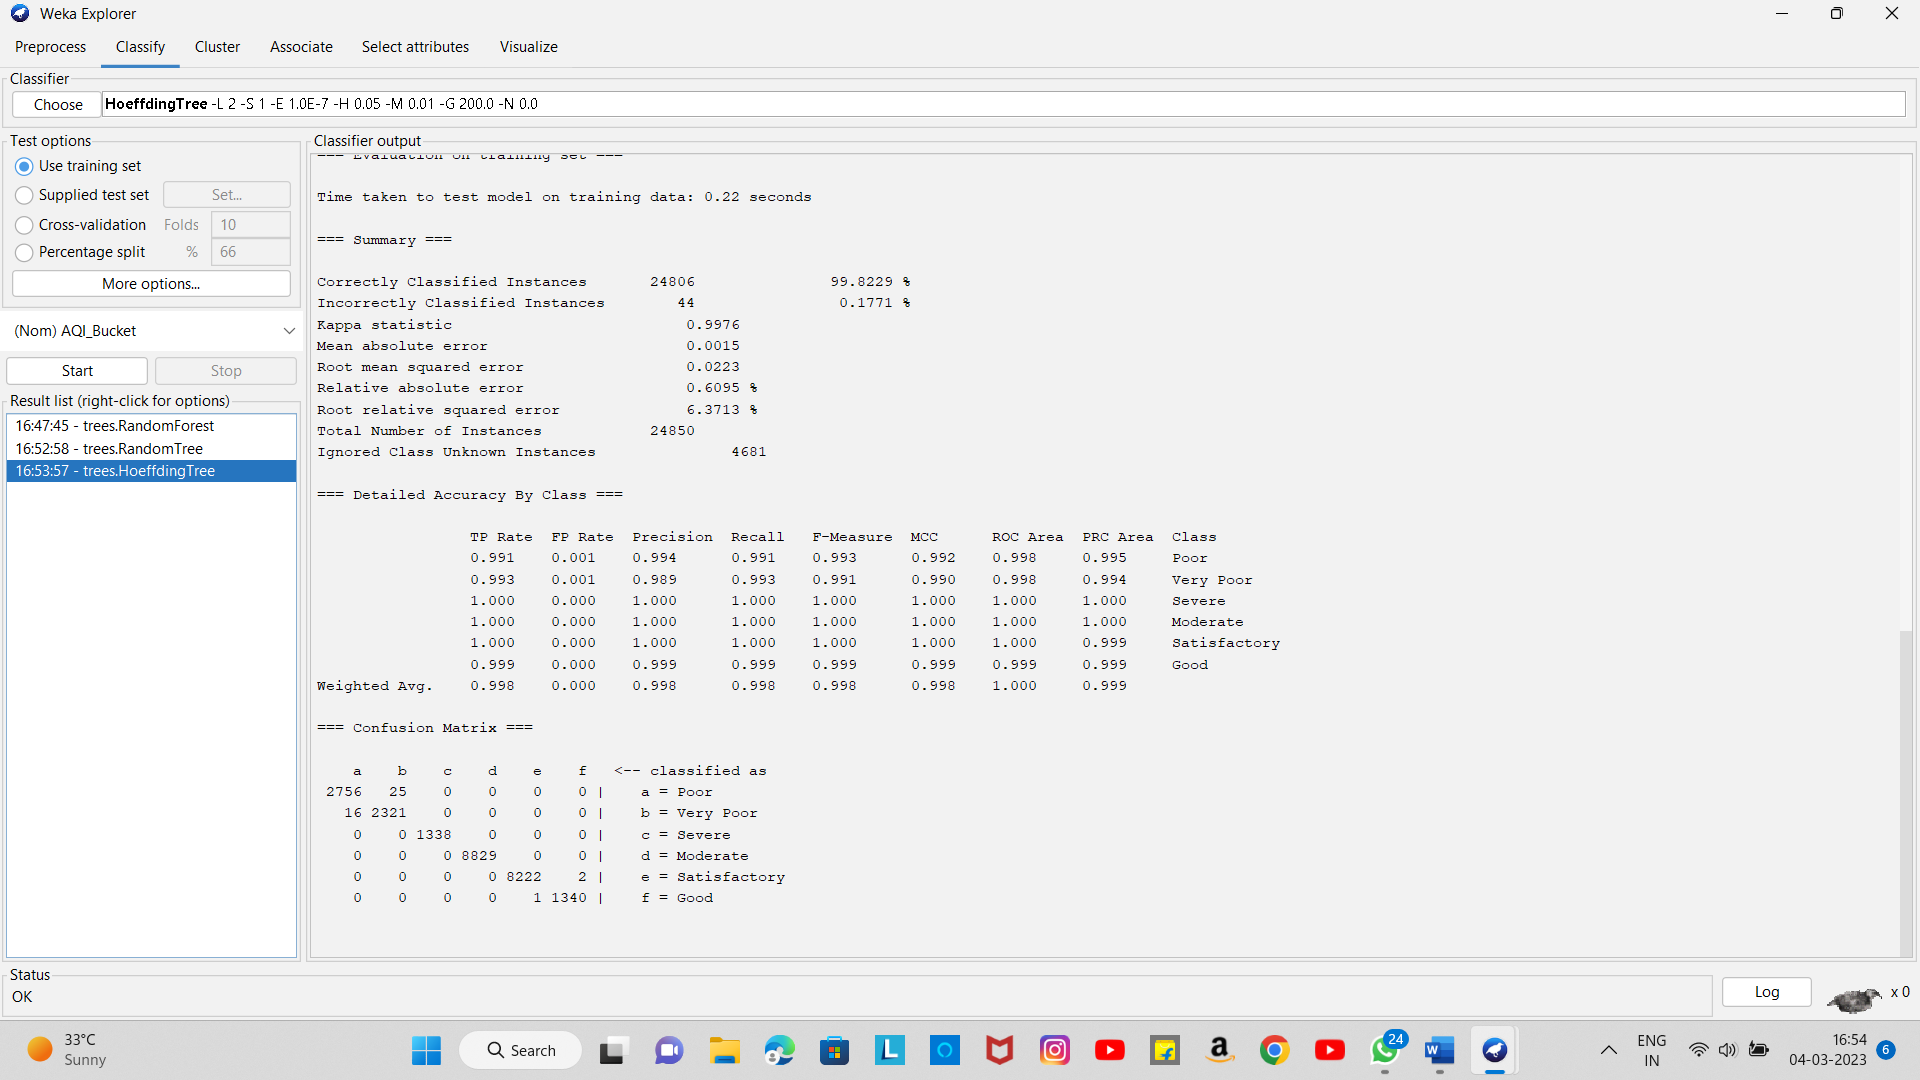 Weka Explorer
Preprocess Classify Cluster Associate Select attributes Visualize
Classifier
Choose HoeffdingTree -L 2 -S 1 -E 1.0E-7 -H 0.05 -M 0.01 -G 200.0 -N 0.0
Test options
Use training set
Supplied test set Set...
Cross-validation Folds 10
Percentage split % 66
More options...
(Nom) AQI_Bucket
Start Stop
Result list (right-click for options)
16:47:45 - trees.RandomForest
16:52:58 - trees.RandomTree
16:53:57 - trees.HoeffdingTree
Classifier output
=== Evaluation on training set ===
Time taken to test model on training data: 0.22 seconds
=== Summary ===
Correctly Classified Instances 24806 99.8229 %
Incorrectly Classified Instances 44 0.1771 %
Kappa statistic 0.9976
Mean absolute error 0.0015
Root mean squared error 0.0223
Relative absolute error 0.6095 %
Root relative squared error 6.3713 %
Total Number of Instances 24850
Ignored Class Unknown Instances 4681
=== Detailed Accuracy By Class ===
TP Rate FP Rate Precision Recall F-Measure MCC ROC Area PRC Area Class
0.991 0.001 0.994 0.991 0.993 0.992 0.998 0.995 Poor
0.993 0.001 0.989 0.993 0.991 0.990 0.998 0.994 Very Poor
1.000 0.000 1.000 1.000 1.000 1.000 1.000 1.000 Severe
1.000 0.000 1.000 1.000 1.000 1.000 1.000 1.000 Moderate
1.000 0.000 1.000 1.000 1.000 1.000 1.000 0.999 Satisfactory
0.999 0.000 0.999 0.999 0.999 0.999 0.999 0.999 Good
Weighted Avg. 0.998 0.000 0.998 0.998 0.998 0.998 1.000 0.999
=== Confusion Matrix ===
a b c d e f <-- classified as
2756 25 0 0 0 0 | a = Poor
16 2321 0 0 0 0 | b = Very Poor
0 0 1338 0 0 0 | c = Severe
0 0 0 8829 0 0 | d = Moderate
0 0 0 0 8222 2 | e = Satisfactory
0 0 0 0 1 1340 | f = Good
Status
OK
Log x 0
33°C
Sunny
Search
L
a
24
W
ENG
IN
16:54
04-03-2023
6